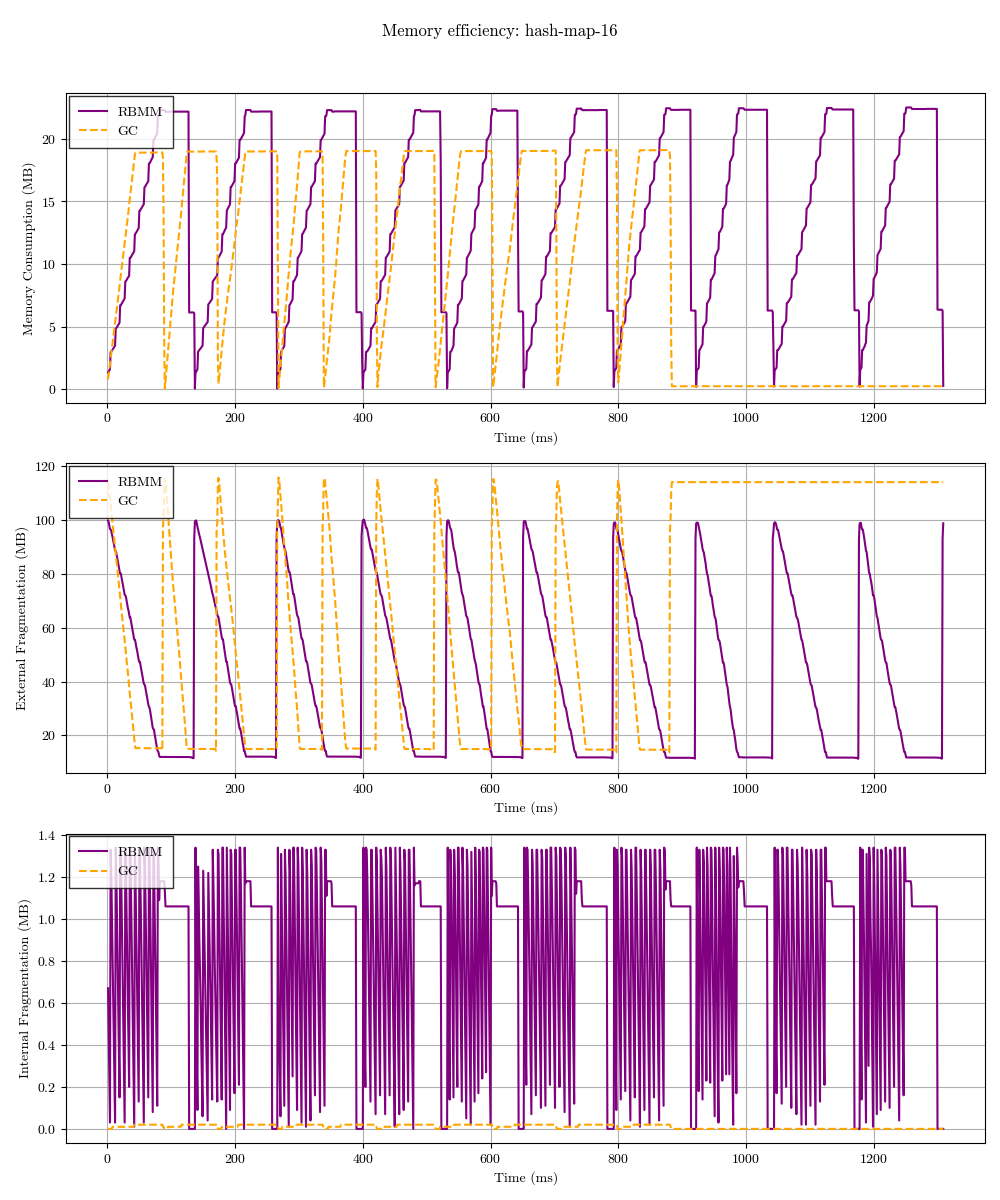 Memory efficiency: hash-map-16
RBMM
GC
Memory Consumption (MB)
20
15
10
5
0
0 200 400 600 800 1000 1200
Time (ms)
RBMM
GC
External Fragmentation (MB)
120
100
80
60
40
20
0 200 400 600 800 1000 1200
Time (ms)
RBMM
GC
Internal Fragmentation (MB)
1.4
1.2
1.0
0.8
0.6
0.4
0.2
0.0
0 200 400 600 800 1000 1200
Time (ms)